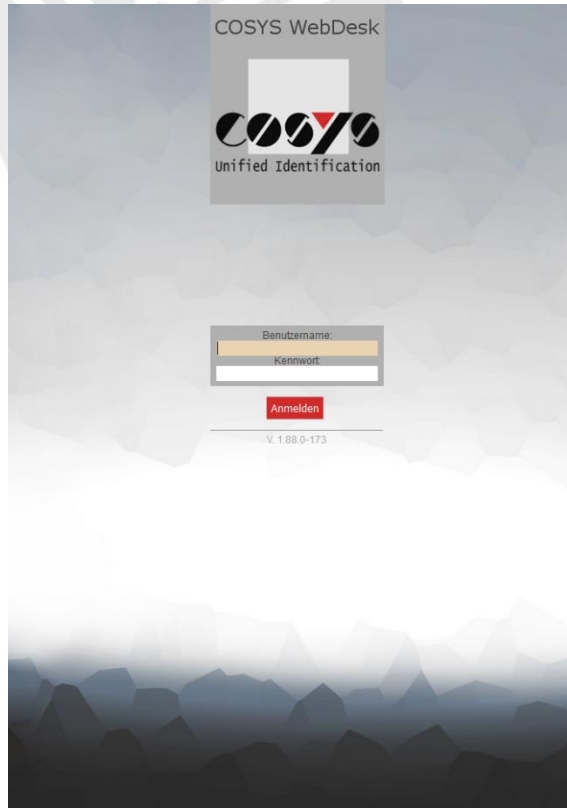 COSYS WebDesk
COSYS
Unified Identification
Benutzername:
Kennwort:
Anmelden
V. 1.88.0-173